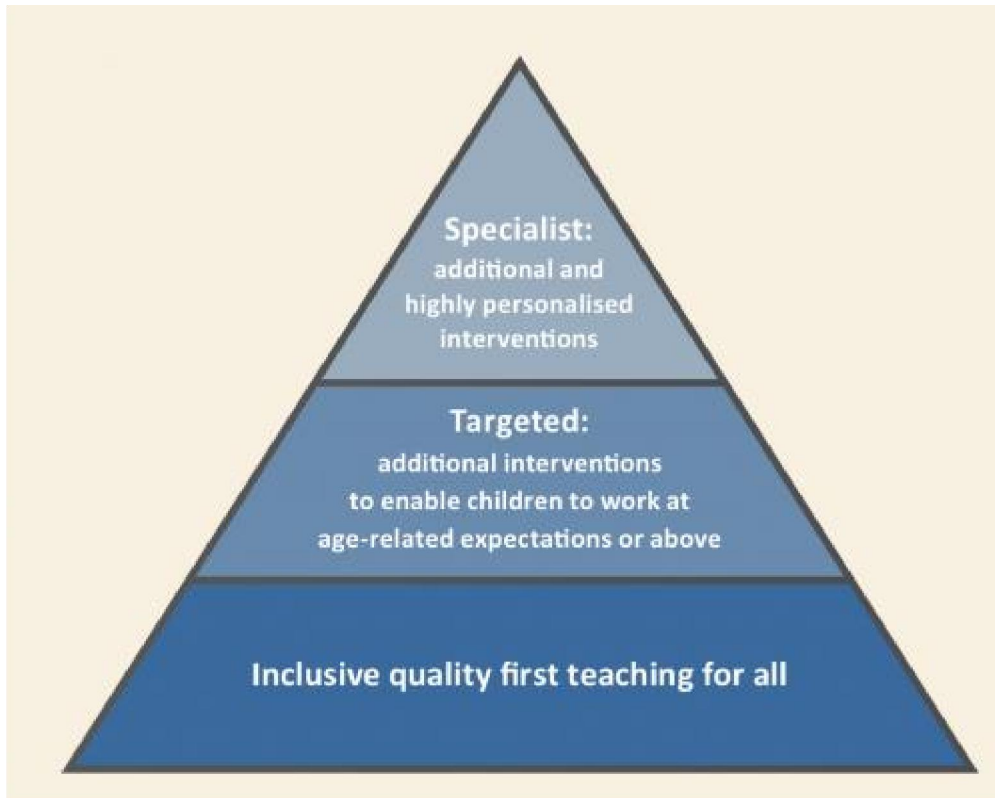 Specialist:
additional and
highly personalised
interventions
Targeted:
additional interventions
to enable children to work at
age-related expectations or above
Inclusive quality first teaching for all